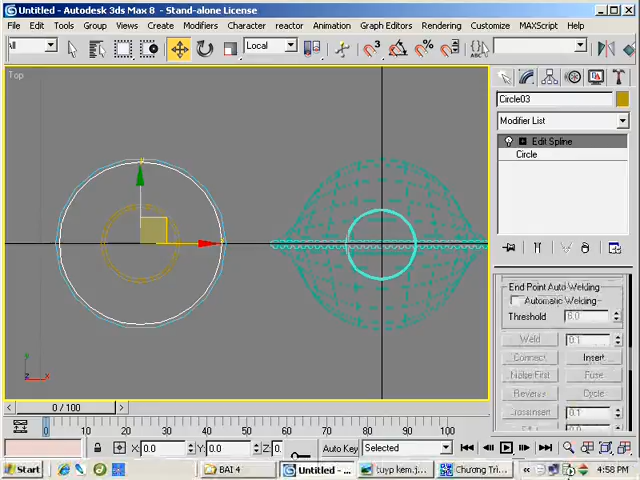 Untitled - Autodesk 3ds Max 8 - Stand-alone License
File Edit Tools Group Views Create Modifiers Character reactor Animation Graph Editors Rendering Customize MAXScript Help
All Local
Top
Circle03
Modifier List
Edit Spline
Circle
End Point Auto Welding
Automatic Welding
Threshold 6.0
Weld 0.1
Connect Insert
Make First Fuse
Reverse Cycle
CrossInsert 0.1
y
x
z
0 / 100
0 10 20 30 40 50 60 70 80 90 100
X: 0.0 Y: 0.0 Z: 0. Auto Key Selected
Start BAI 4 Untitled - ... tuyp kem.j... Chương Tri... 4:58 PM